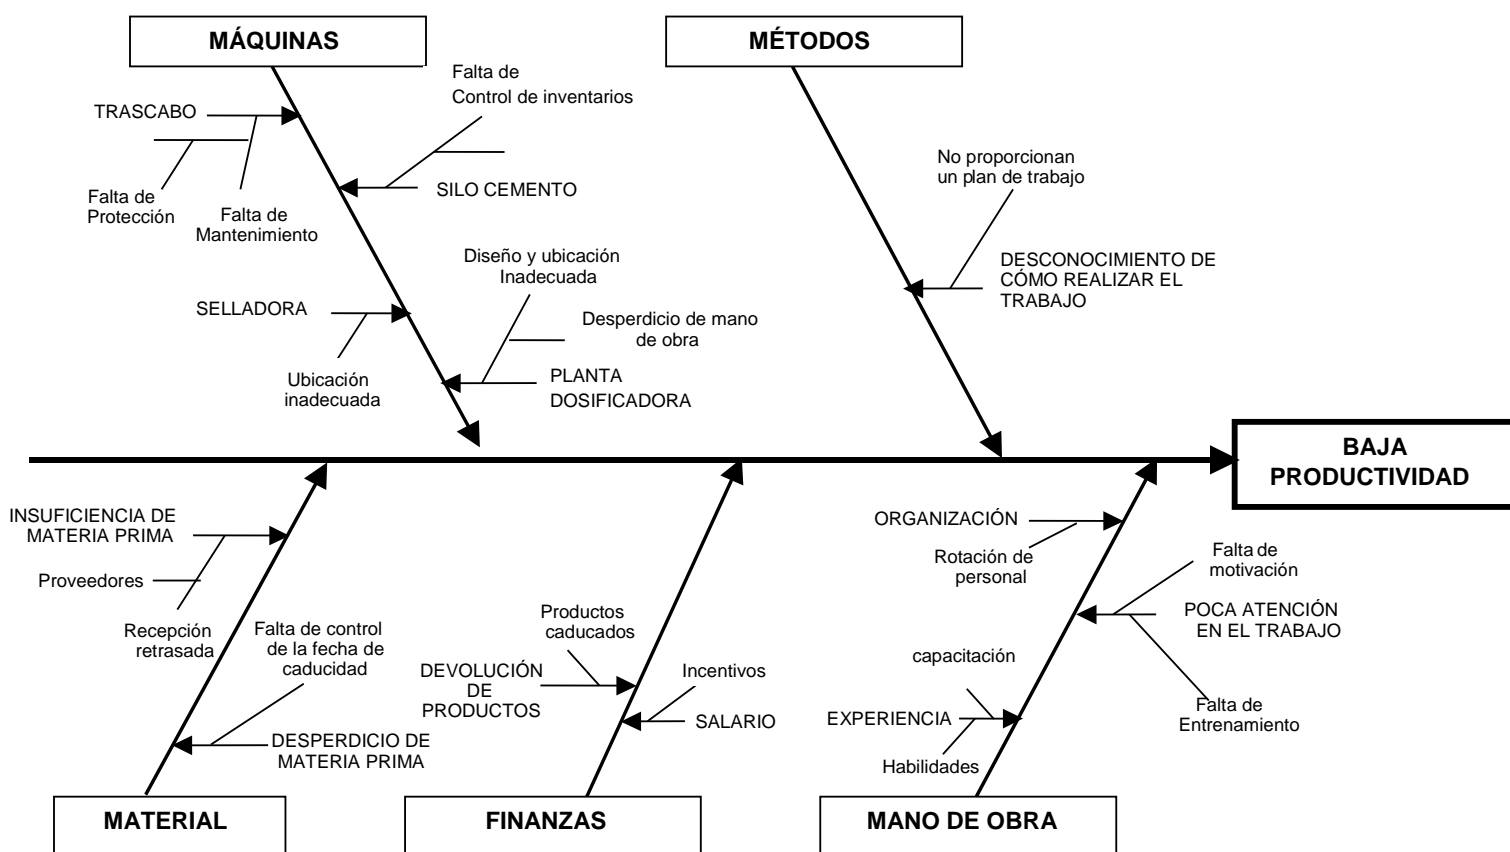 MÁQUINAS
MÉTODOS
Falta de
Control de inventarios
TRASCABO
No proporcionan
un plan de trabajo
SILO CEMENTO
Falta de
Protección
Falta de
Mantenimiento
Diseño y ubicación
Inadecuada
DESCONOCIMIENTO DE
CÓMO REALIZAR EL
TRABAJO
SELLADORA
Desperdicio de mano
de obra
Ubicación
inadecuada
PLANTA
DOSIFICADORA
BAJA
PRODUCTIVIDAD
INSUFICIENCIA DE
MATERIA PRIMA
ORGANIZACIÓN
Rotación de
personal
Falta de
motivación
Proveedores
Recepción
retrasada
Falta de control
de la fecha de
caducidad
Productos
caducados
POCA ATENCIÓN
EN EL TRABAJO
capacitación
DEVOLUCIÓN
DE
PRODUCTOS
Incentivos
SALARIO
EXPERIENCIA
Falta de
Entrenamiento
DESPERDICIO DE
MATERIA PRIMA
Habilidades
MATERIAL
FINANZAS
MANO DE OBRA